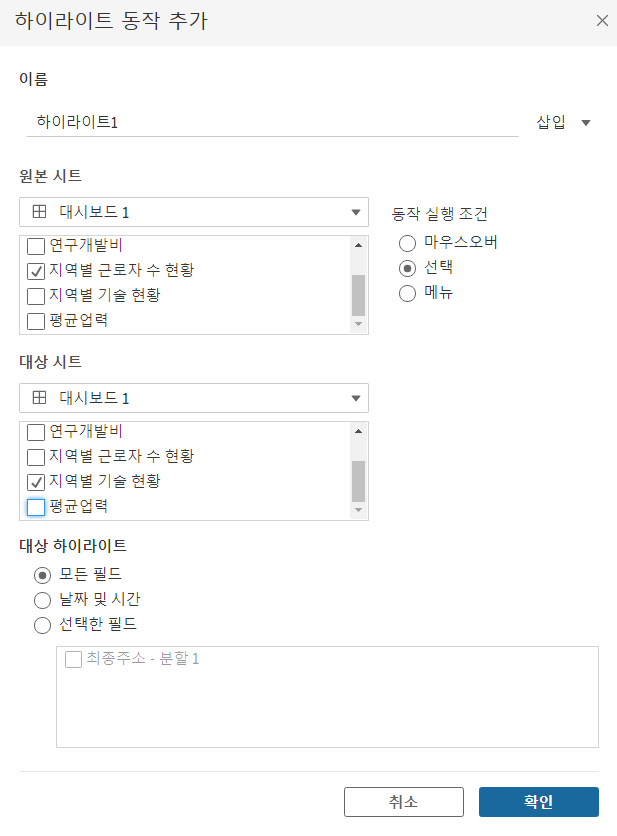 하이라이트 동작 추가
이름
하이라이트1 삽입
원본 시트
대시보드 1
연구개발비
지역별 근로자 수 현황
지역별 기술 현황
평균업력
동작 실행 조건
마우스오버
선택
메뉴
대상 시트
대시보드 1
연구개발비
지역별 근로자 수 현황
지역별 기술 현황
평균업력
대상 하이라이트
모든 필드
날짜 및 시간
선택한 필드
최종주소 - 분할 1
취소 확인